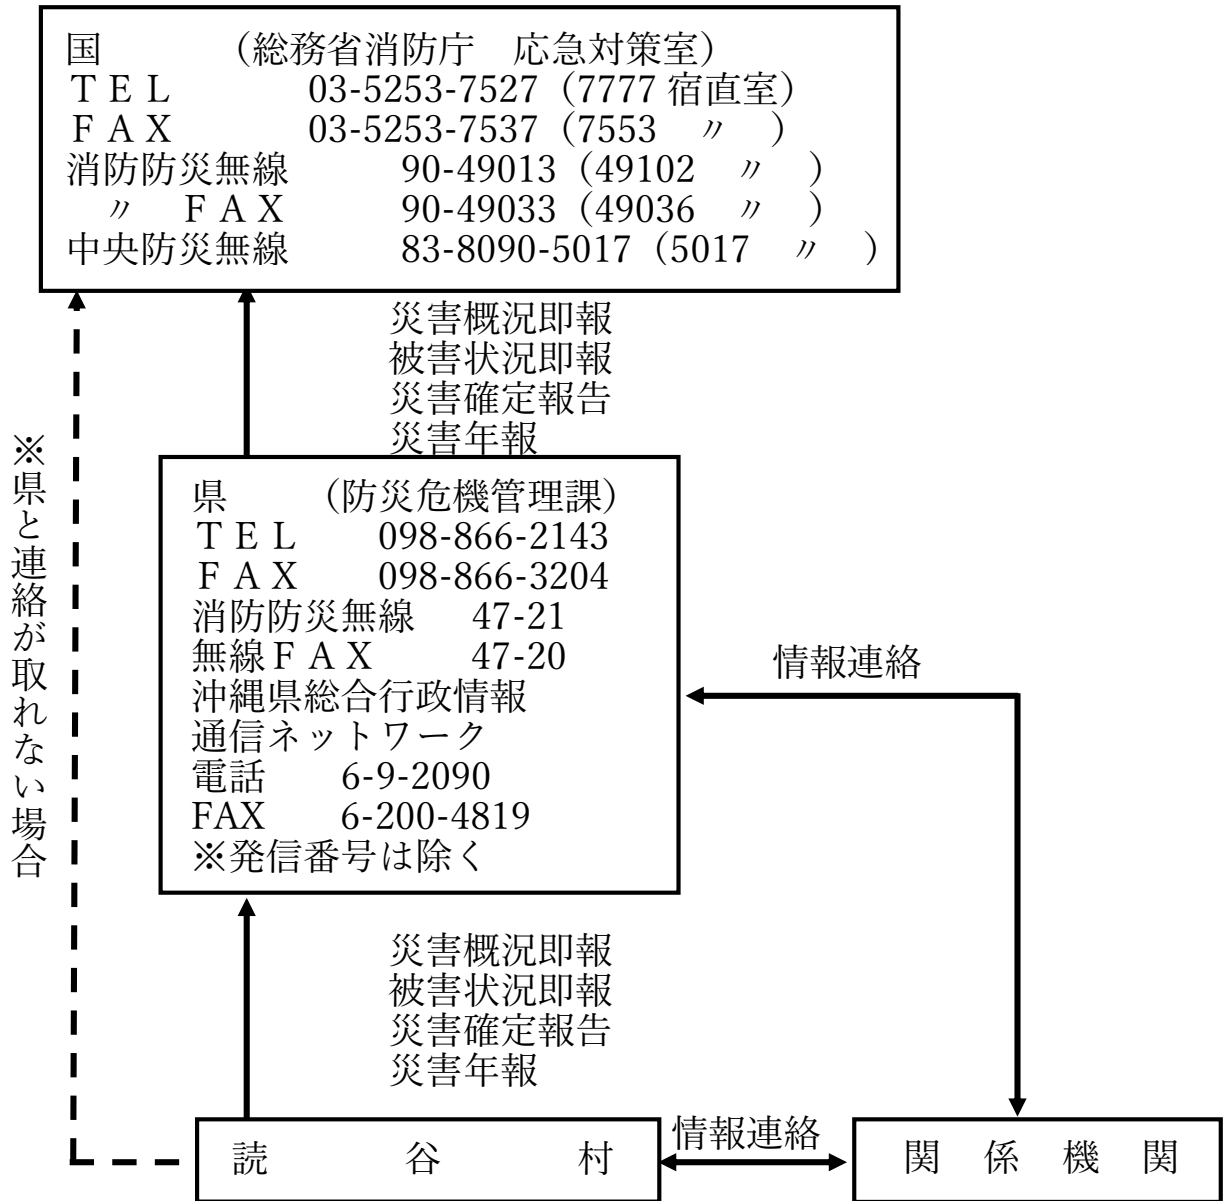 国　　　（総務省消防庁　応急対策室）
ＴＥＬ　　　03-5253-7527（7777 宿直室）
ＦＡＸ　　　03-5253-7537（7553　〃　）
消防防災無線　　　90-49013（49102　〃　）
〃　ＦＡＸ　　　90-49033（49036　〃　）
中央防災無線　　　83-8090-5017（5017　〃　）
災害概況即報
被害状況即報
災害確定報告
災害年報
※県と連絡が取れない場合
県　　　（防災危機管理課）
ＴＥＬ　　098-866-2143
ＦＡＸ　　098-866-3204
消防防災無線　47-21
無線ＦＡＸ　　47-20
沖縄県総合行政情報
通信ネットワーク
電話　　6-9-2090
FAX　　6-200-4819
※発信番号は除く
情報連絡
災害概況即報
被害状況即報
災害確定報告
災害年報
読　谷　村
情報連絡
関　係　機　関